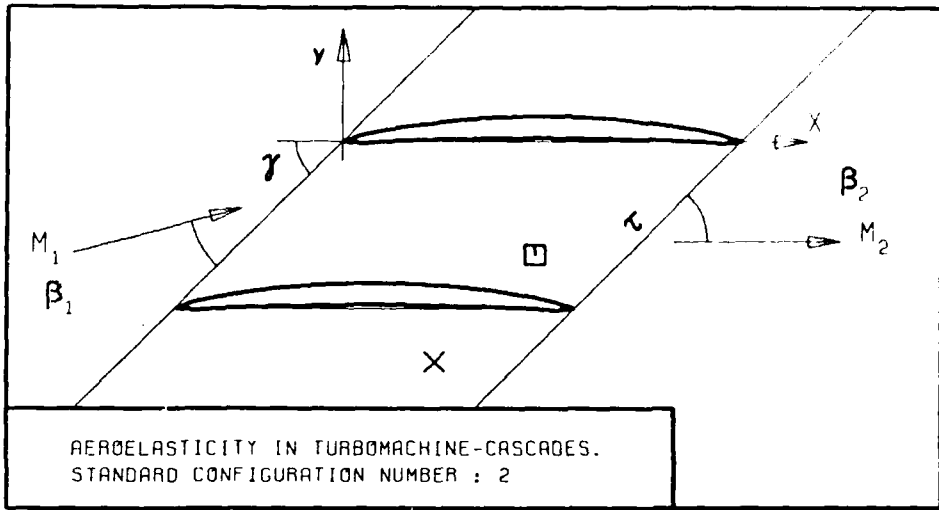 y
X
γ
β₂
M₁
τ
M₂
β₁
AEROELASTICITY IN TURBOMACHINE-CASCADES.
STANDARD CONFIGURATION NUMBER : 2